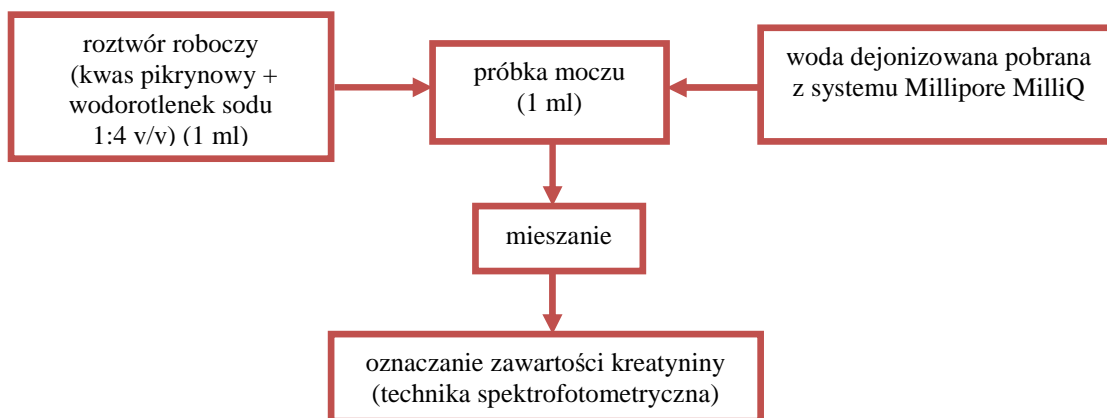 roztwór roboczy
(kwas pikrynowy +
wodorotlenek sodu
1:4 v/v) (1 ml)
próbka moczu
(1 ml)
woda dejonizowana pobrana
z systemu Millipore MilliQ
mieszanie
oznaczanie zawartości kreatyniny
(technika spektrofotometryczna)